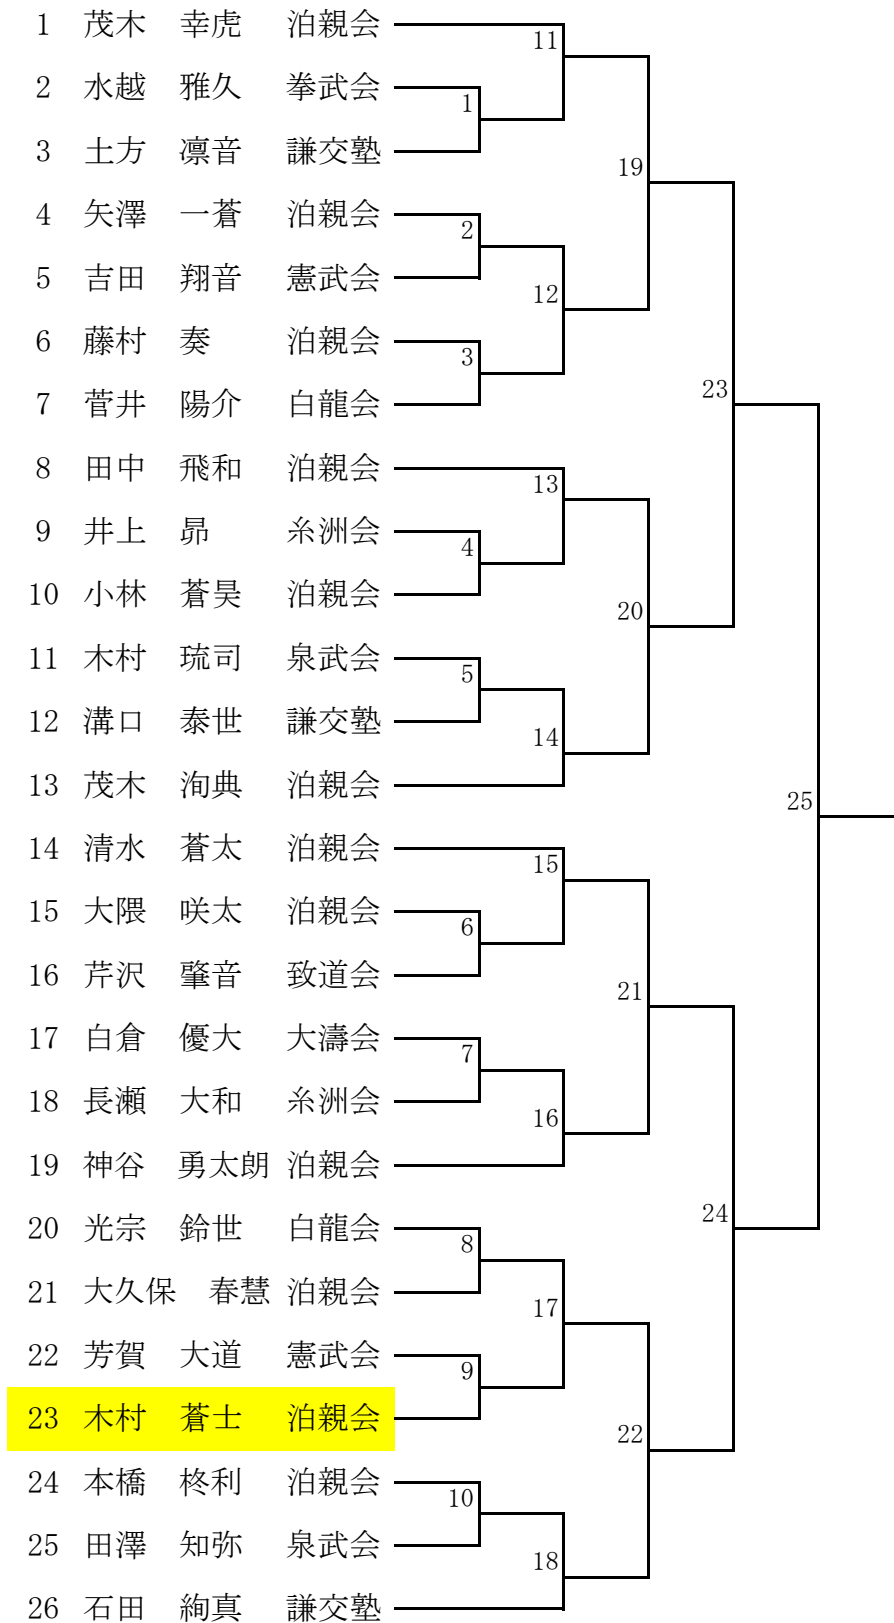 1 茂木 幸虎 泊親会
11
2 水越 雅久 拳武会
1
3 土方 凛音 謙交塾
19
4 矢澤 一蒼 泊親会
2
5 吉田 翔音 憲武会
12
6 藤村 奏 泊親会
3
7 菅井 陽介 白龍会
23
8 田中 飛和 泊親会
13
9 井上 昴 糸洲会
4
10 小林 蒼昊 泊親会
20
11 木村 琉司 泉武会
5
12 溝口 泰世 謙交塾
14
13 茂木 洵典 泊親会
25
14 清水 蒼太 泊親会
15
15 大隈 咲太 泊親会
6
16 芹沢 肇音 致道会
21
17 白倉 優大 大濤会
7
18 長瀬 大和 糸洲会
16
19 神谷 勇太朗 泊親会
24
20 光宗 鈴世 白龍会
8
21 大久保 春慧 泊親会
17
22 芳賀 大道 憲武会
9
23 木村 蒼士 泊親会
22
24 本橋 柊利 泊親会
10
25 田澤 知弥 泉武会
18
26 石田 絢真 謙交塾